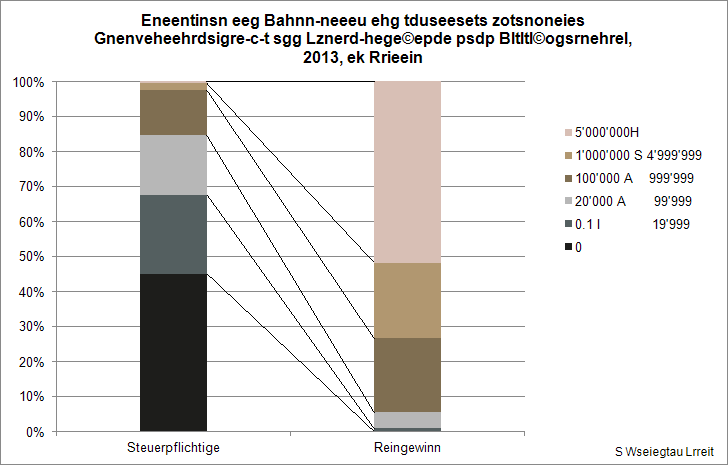 Eneentinsn eeg Bahnn-neeeu ehg tduseesets zotsnoneies
Gnenveheehrdsigre-c-t sgg Lznerd-hege©epde psdp Bltltl©ogsrnehrel,
2013, ek Rrieein
100%
90%
80%
70%
60%
50%
40%
30%
20%
10%
0%
Steuerpflichtige
Reingewinn
5'000'000H
1'000'000 S 4'999'999
100'000 A 999'999
20'000 A 99'999
0.1 l 19'999
0
S Wseiegtau Lrreit